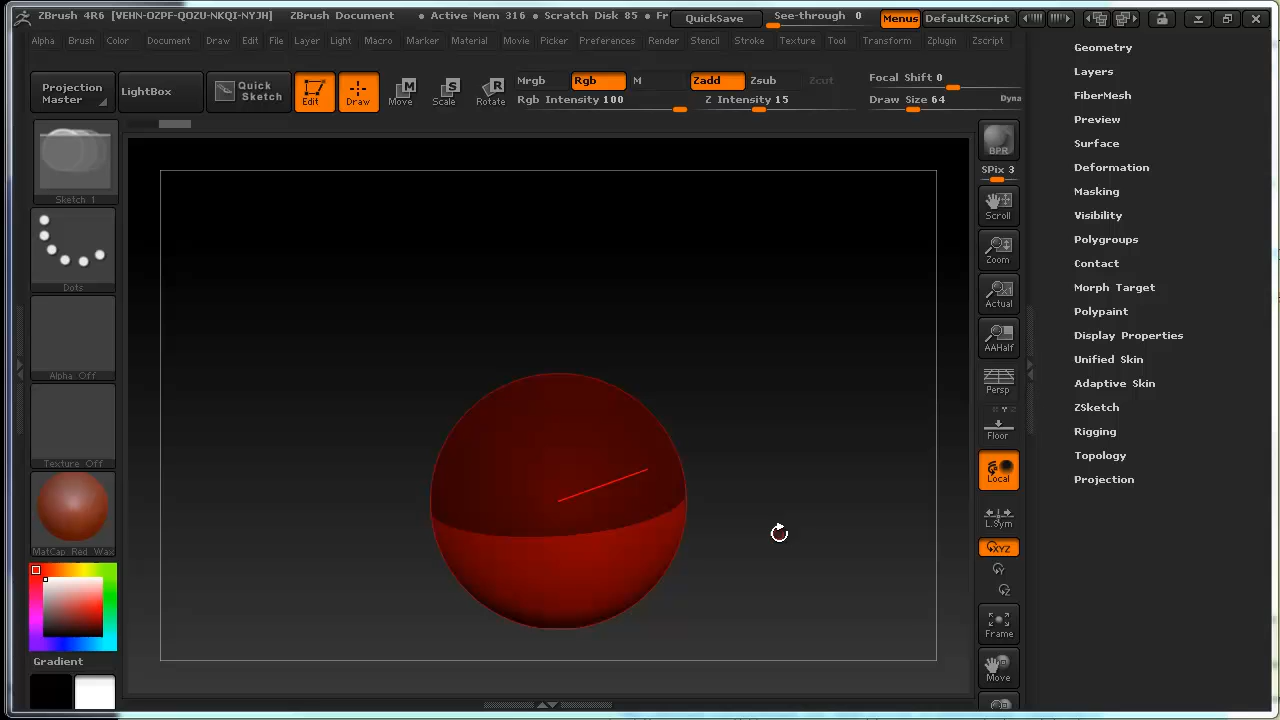 ZBrush 4R6 [VEHN-OZPF-QWZU-NKQI-NYJH] ZBrush Document • Active Mem 316 • Scratch Disk 85 • Fr QuickSave See-through 0 Menus DefaultZScript
Alpha Brush Color Document Draw Edit File Layer Light Macro Marker Material Movie Picker Preferences Render Stencil Stroke Texture Tool Transform Zplugin Zscript
Projection Master
LightBox
Quick Sketch
Edit
Draw
Move
Scale
Rotate
Mrgb Rgb M Zadd Zsub Zcut
Rgb Intensity 100 Z Intensity 15
Focal Shift 0
Draw Size 64 Dyna
Sketch 1
Dots
Alpha Off
Texture Off
MatCap Red Wax
Gradient
BPR
SPix 3
Scroll
Zoom
Actual
AAHalf
Persp
Floor
Local
L.Sym
XYZ
Y
Z
Frame
Move
Geometry
Layers
FiberMesh
Preview
Surface
Deformation
Masking
Visibility
Polygroups
Contact
Morph Target
Polypaint
Display Properties
Unified Skin
Adaptive Skin
ZSketch
Rigging
Topology
Projection